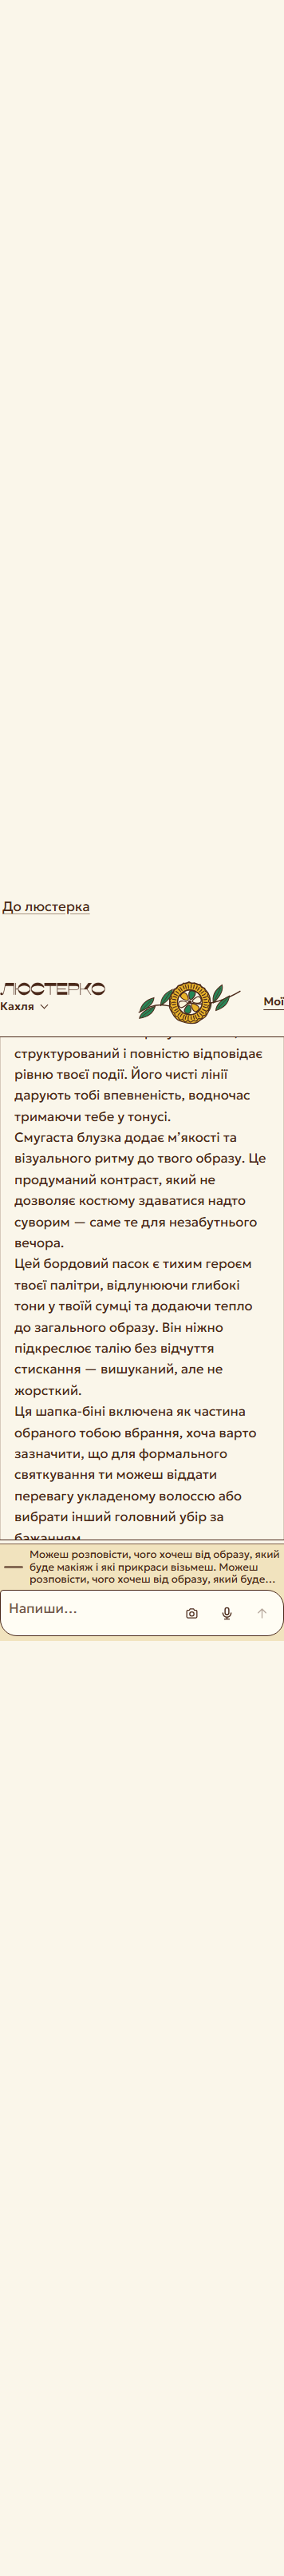 До люстерка
ЛЮСТЕРКО
Кахля
Мої
структурований і повністю відповідає
рівню твоєї події. Його чисті лінії
дарують тобі впевненість, водночас
тримаючи тебе у тонусі.
Смугаста блузка додає м’якості та
візуального ритму до твого образу. Це
продуманий контраст, який не
дозволяє костюму здаватися надто
суворим — саме те для незабутнього
вечора.
Цей бордовий пасок є тихим героєм
твоєї палітри, відлунюючи глибокі
тони у твоїй сумці та додаючи тепло
до загального образу. Він ніжно
підкреслює талію без відчуття
стискання — вишуканий, але не
жорсткий.
Ця шапка-біні включена як частина
обраного тобою вбрання, хоча варто
зазначити, що для формального
святкування ти можеш віддати
перевагу укладеному волоссю або
вибрати інший головний убір за
бажанням
Можеш розповісти, чого хочеш від образу, який
буде макіяж і які прикраси візьмеш. Можеш
розповісти, чого хочеш від образу, який буде…
Напиши…